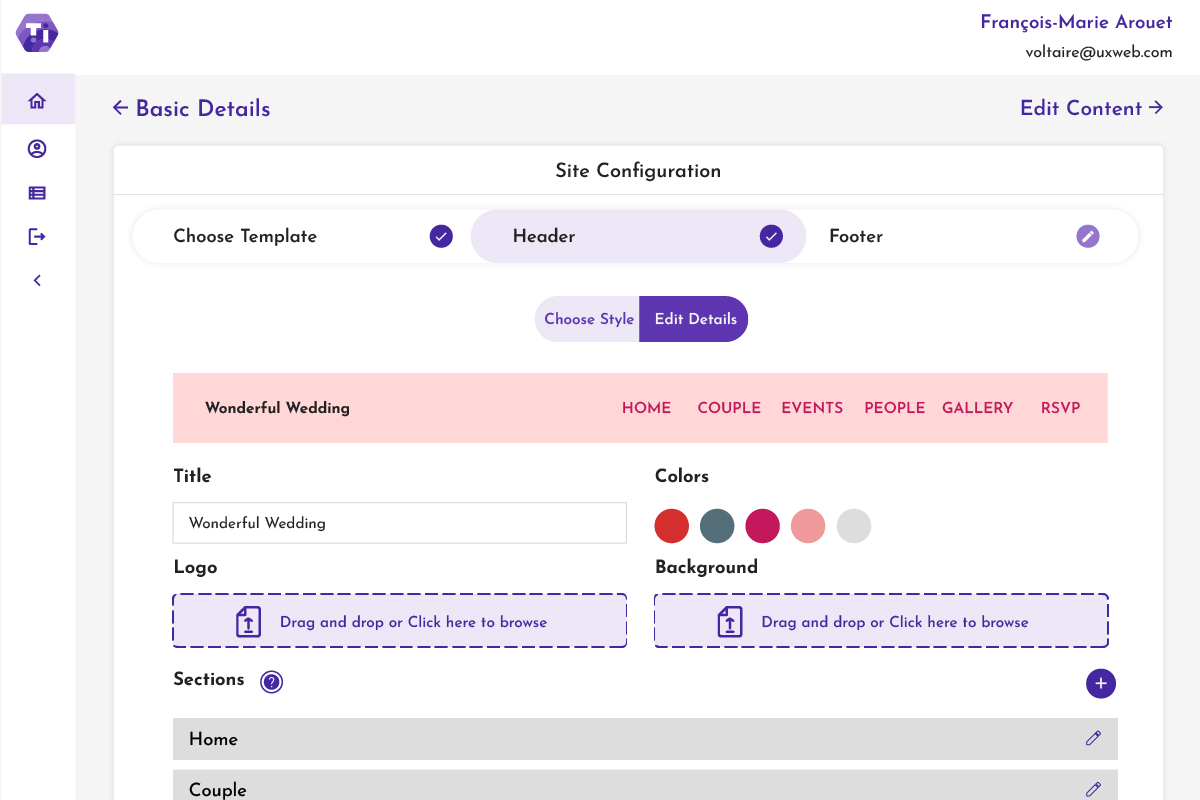 Ti
François-Marie Arouet
voltaire@uxweb.com
← Basic Details
Edit Content →
Site Configuration
Choose Template
Header
Footer
Choose Style
Edit Details
Wonderful Wedding
HOME
COUPLE
EVENTS
PEOPLE
GALLERY
RSVP
Title
Colors
Wonderful Wedding
Logo
Background
Drag and drop or Click here to browse
Drag and drop or Click here to browse
Sections
?
Home
Couple